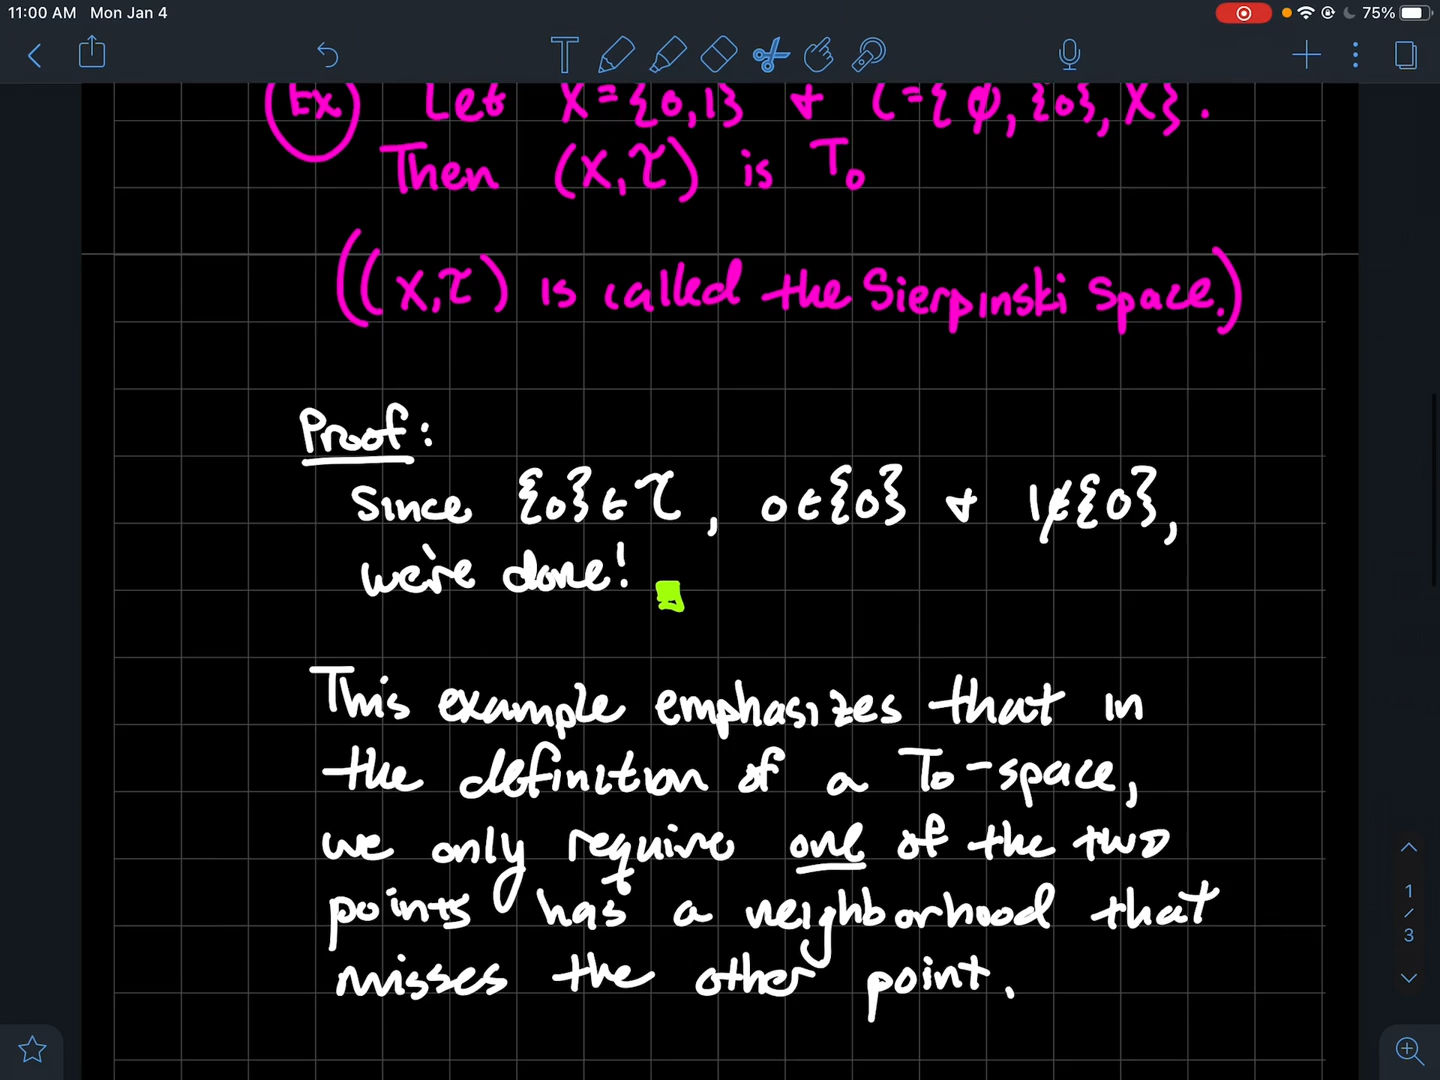 11:00 AM Mon Jan 4
75%
Ex. Let X={0,1} & τ={ϕ,{0},X}.
Then (X,τ) is T₀
((X,τ) is called the Sierpinski Space.)
Proof:
Since {0}∈τ, 0∈{0} & 1∉{0},
we're done!
This example emphasizes that in
the definition of a T₀-space,
we only require one of the two
points has a neighborhood that
misses the other point.
1
/
3